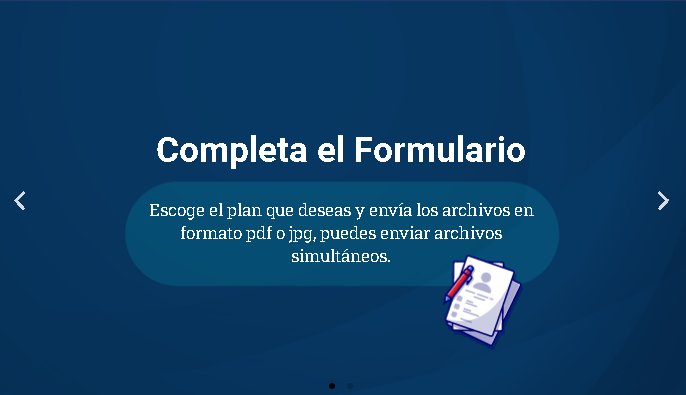 Completa el Formulario
Escoge el plan que deseas y envía los archivos en
formato pdf o jpg, puedes enviar archivos
simultáneos.